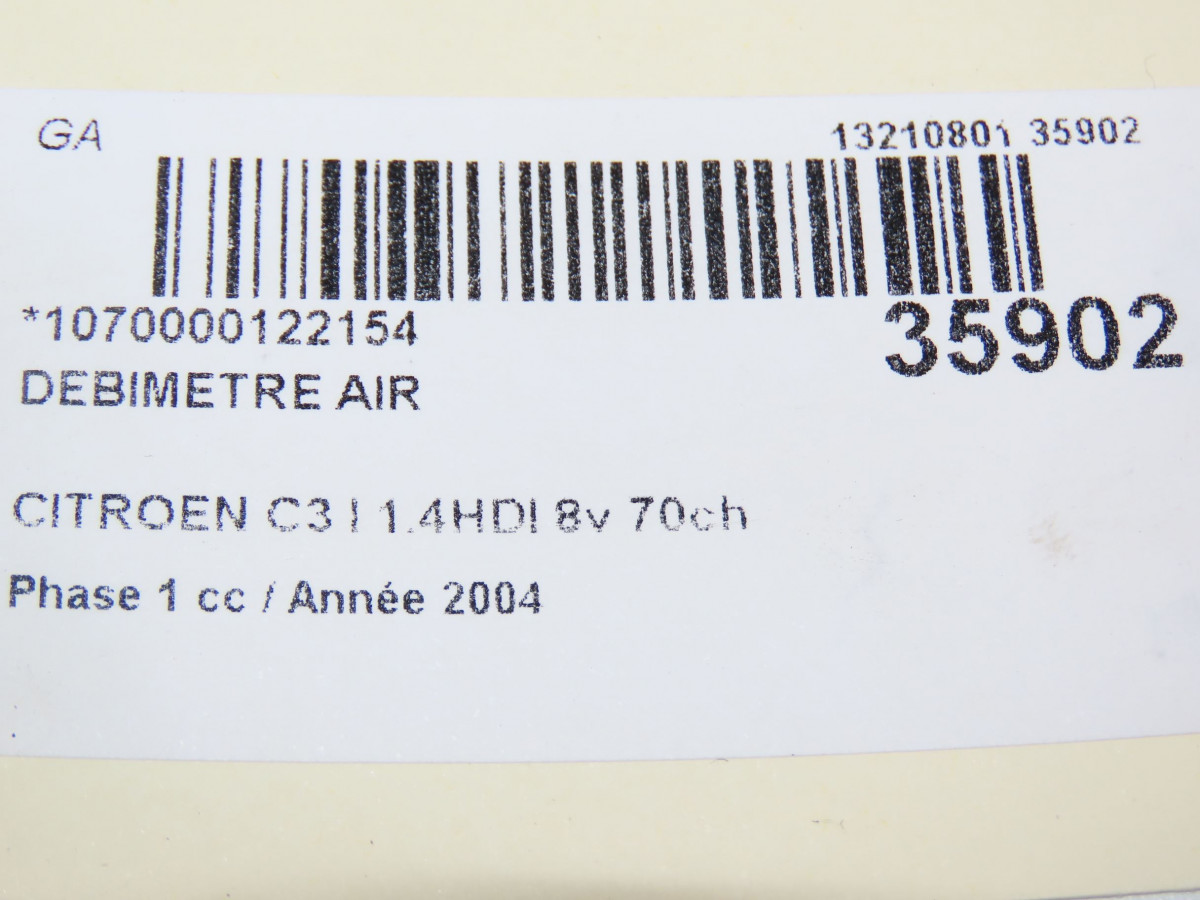 GA
13210801 35902
*1070000122154
35902
DEBIMETRE AIR
CITROEN C3 I 1.4HDI 8v 70ch
Phase 1 cc / Année 2004